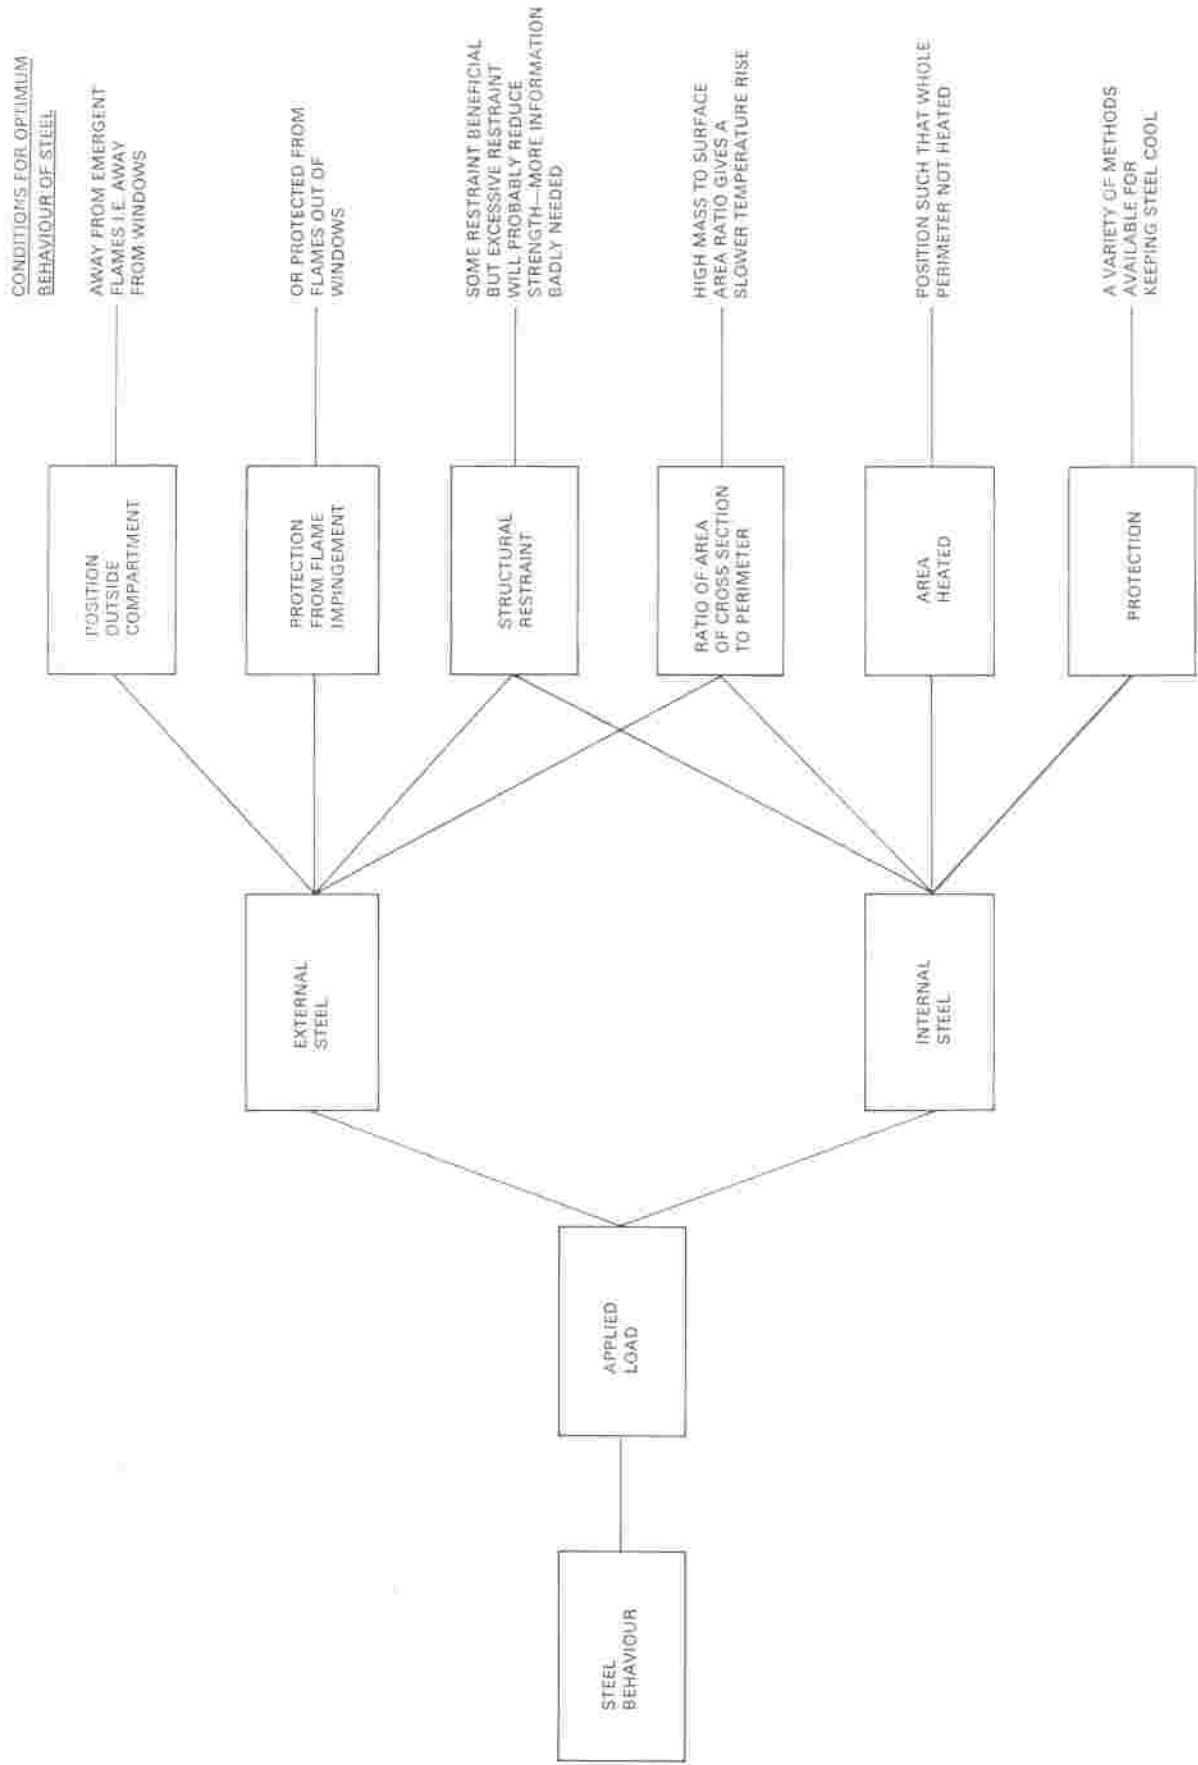 CONDITIONS FOR OPTIMUM
BEHAVIOUR OF STEEL
STEEL
BEHAVIOUR
APPLIED
LOAD
EXTERNAL
STEEL
INTERNAL
STEEL
POSITION
OUTSIDE
COMPARTMENT
AWAY FROM EMERGENT
FLAMES I.E. AWAY
FROM WINDOWS
PROTECTION
FROM FLAME
IMPINGEMENT
OR PROTECTED FROM
FLAMES OUT OF
WINDOWS
STRUCTURAL
RESTRAINT
SOME RESTRAINT BENEFICIAL
BUT EXCESSIVE RESTRAINT
WILL PROBABLY REDUCE
STRENGTH—MORE INFORMATION
BADLY NEEDED
RATIO OF AREA
OF CROSS SECTION
TO PERIMETER
HIGH MASS TO SURFACE
AREA RATIO GIVES A
SLOWER TEMPERATURE RISE
AREA
HEATED
POSITION SUCH THAT WHOLE
PERIMETER NOT HEATED
PROTECTION
A VARIETY OF METHODS
AVAILABLE FOR
KEEPING STEEL COOL